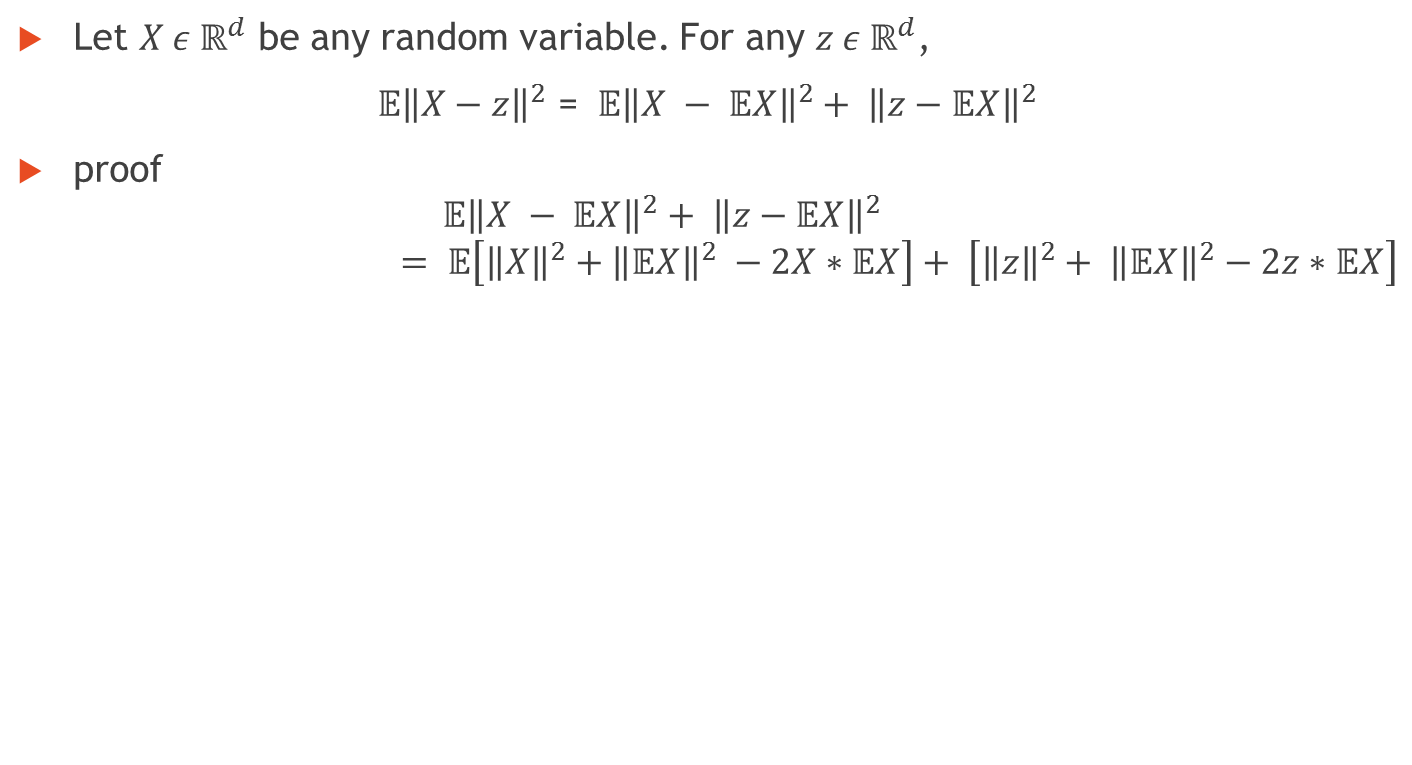 ▶ Let 𝑋 𝜖 ℝ^𝑑 be any random variable. For any 𝑧 𝜖 ℝ^𝑑,
𝔼‖𝑋 − 𝑧‖² = 𝔼‖𝑋 − 𝔼𝑋‖² + ‖𝑧 − 𝔼𝑋‖²
▶ proof
𝔼‖𝑋 − 𝔼𝑋‖² + ‖𝑧 − 𝔼𝑋‖²
= 𝔼[‖𝑋‖² + ‖𝔼𝑋‖² − 2𝑋 ∗ 𝔼𝑋] + [‖𝑧‖² + ‖𝔼𝑋‖² − 2𝑧 ∗ 𝔼𝑋]